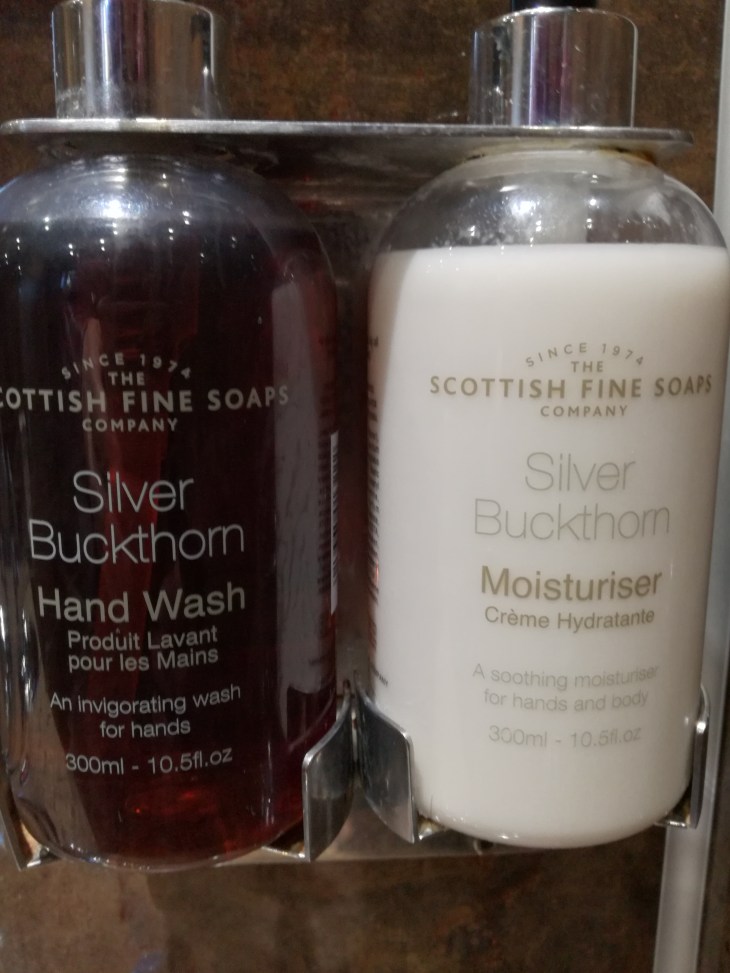 SINCE 1974
THE
SCOTTISH FINE SOAPS
COMPANY
Silver
Buckthorn
Hand Wash
Produit Lavant
pour les Mains
An invigorating wash
for hands
300ml - 10.5fl.oz
SINCE 1974
THE
SCOTTISH FINE SOAPS
COMPANY
Silver
Buckthorn
Moisturiser
Crème Hydratante
A soothing moisturiser
for hands and body
300ml - 10.5fl.oz